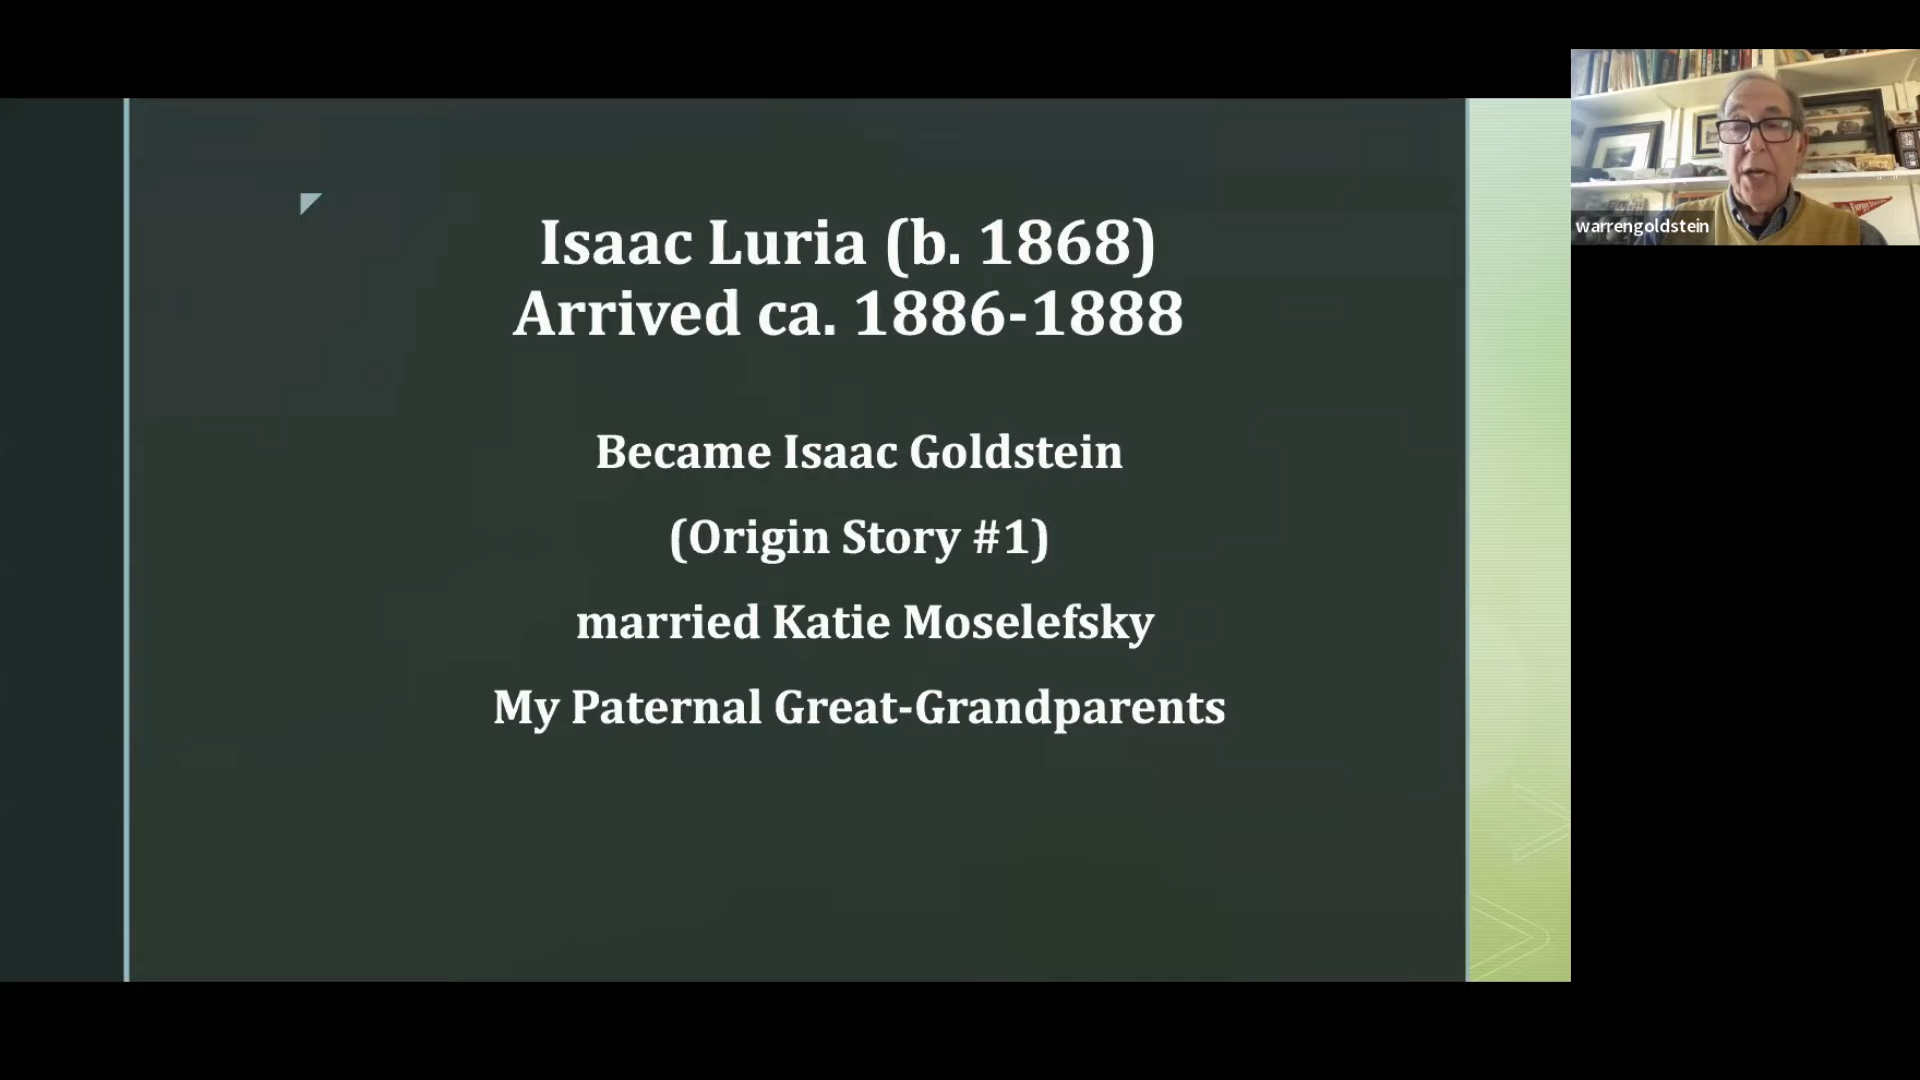 Isaac Luria (b. 1868)
Arrived ca. 1886-1888
Became Isaac Goldstein
(Origin Story #1)
married Katie Moselefsky
My Paternal Great-Grandparents
warrengoldstein